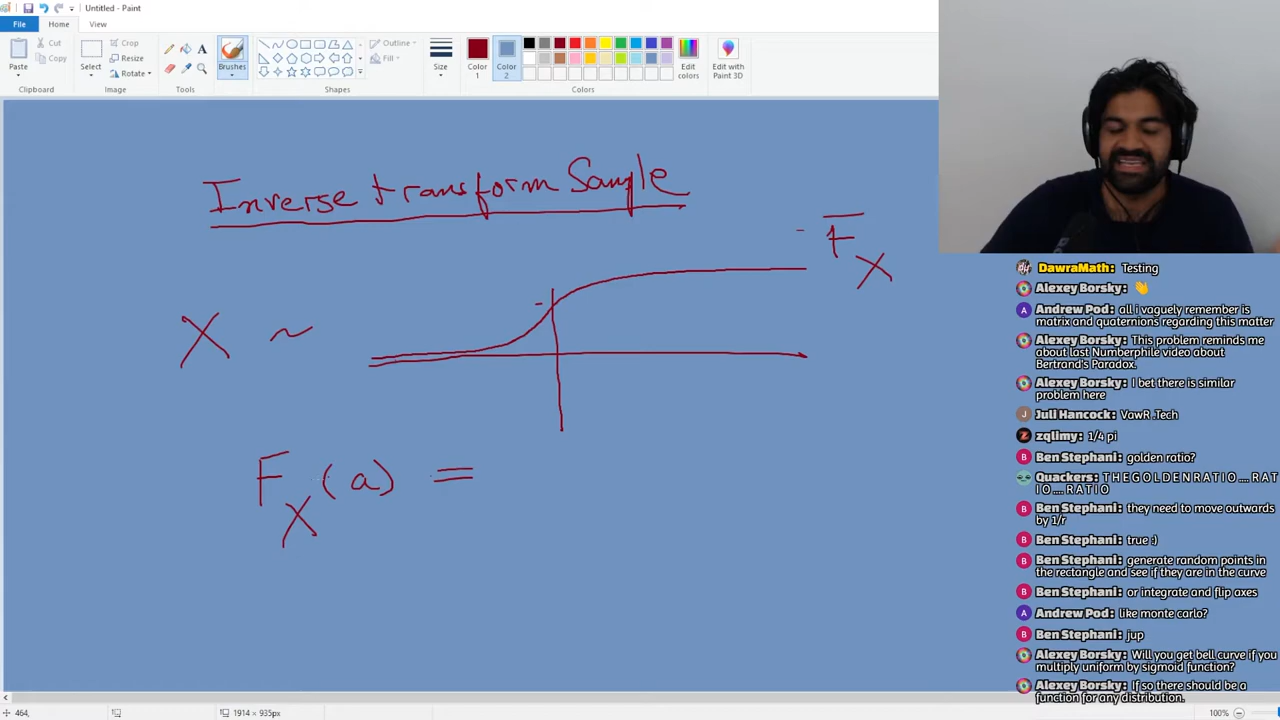 Untitled - Paint
File Home View
Paste
Cut
Copy
Clipboard
Select
Crop
Resize
Rotate
Image
Tools
Brushes
Shapes
Outline
Fill
Size
Color 1
Color 2
Edit colors
Colors
Edit with Paint 3D
Inverse transform Sample
F X
X ~
F X (a) =
DawraMath: Testing
Alexey Borsky: 👋
Andrew Pod: all i vaguely remember is
matrix and quaternions regarding this matter
Alexey Borsky: This problem reminds me
about last Numberphile video about
Bertrand's Paradox.
Alexey Borsky: I bet there is similar
problem here
Juli Hancock: VawR .Tech
zqlimy: 1/4 pi
Ben Stephani: golden ratio?
Quackers: T H E G O L D E N R A T I O .... R A T
I O .... R A T I O
Ben Stephani: they need to move outwards
by 1/r
Ben Stephani: true :)
Ben Stephani: generate random points in
the rectangle and see if they are in the curve
Ben Stephani: or integrate and flip axes
Andrew Pod: like monte carlo?
Ben Stephani: jup
Alexey Borsky: Will you get bell curve if you
multiply uniform by sigmoid function?
Alexey Borsky: If so there should be a
function for any distribution.
464,
1914 × 935px
100%